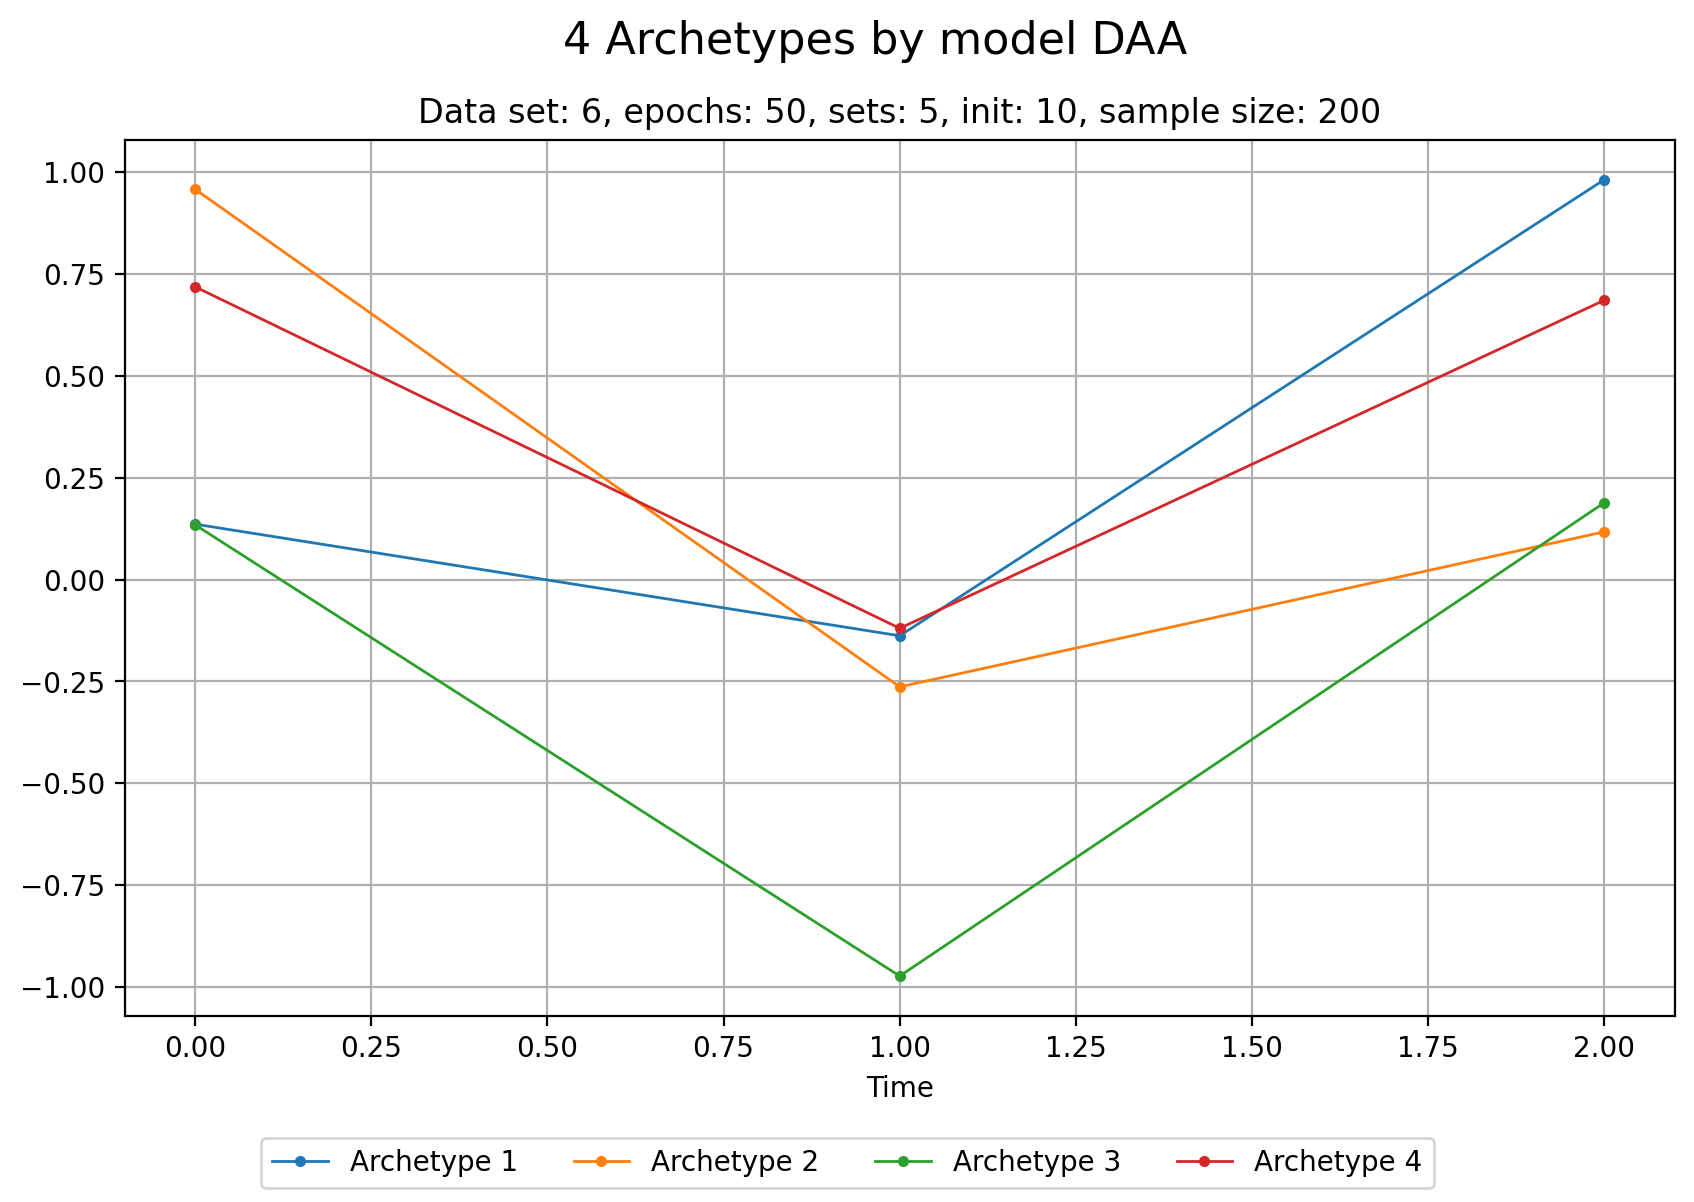 4 Archetypes by model DAA
Data set: 6, epochs: 50, sets: 5, init: 10, sample size: 200
1.00
0.75
0.50
0.25
0.00
−0.25
−0.50
−0.75
−1.00
0.00 0.25 0.50 0.75 1.00 1.25 1.50 1.75 2.00
Time
Archetype 1 Archetype 2 Archetype 3 Archetype 4